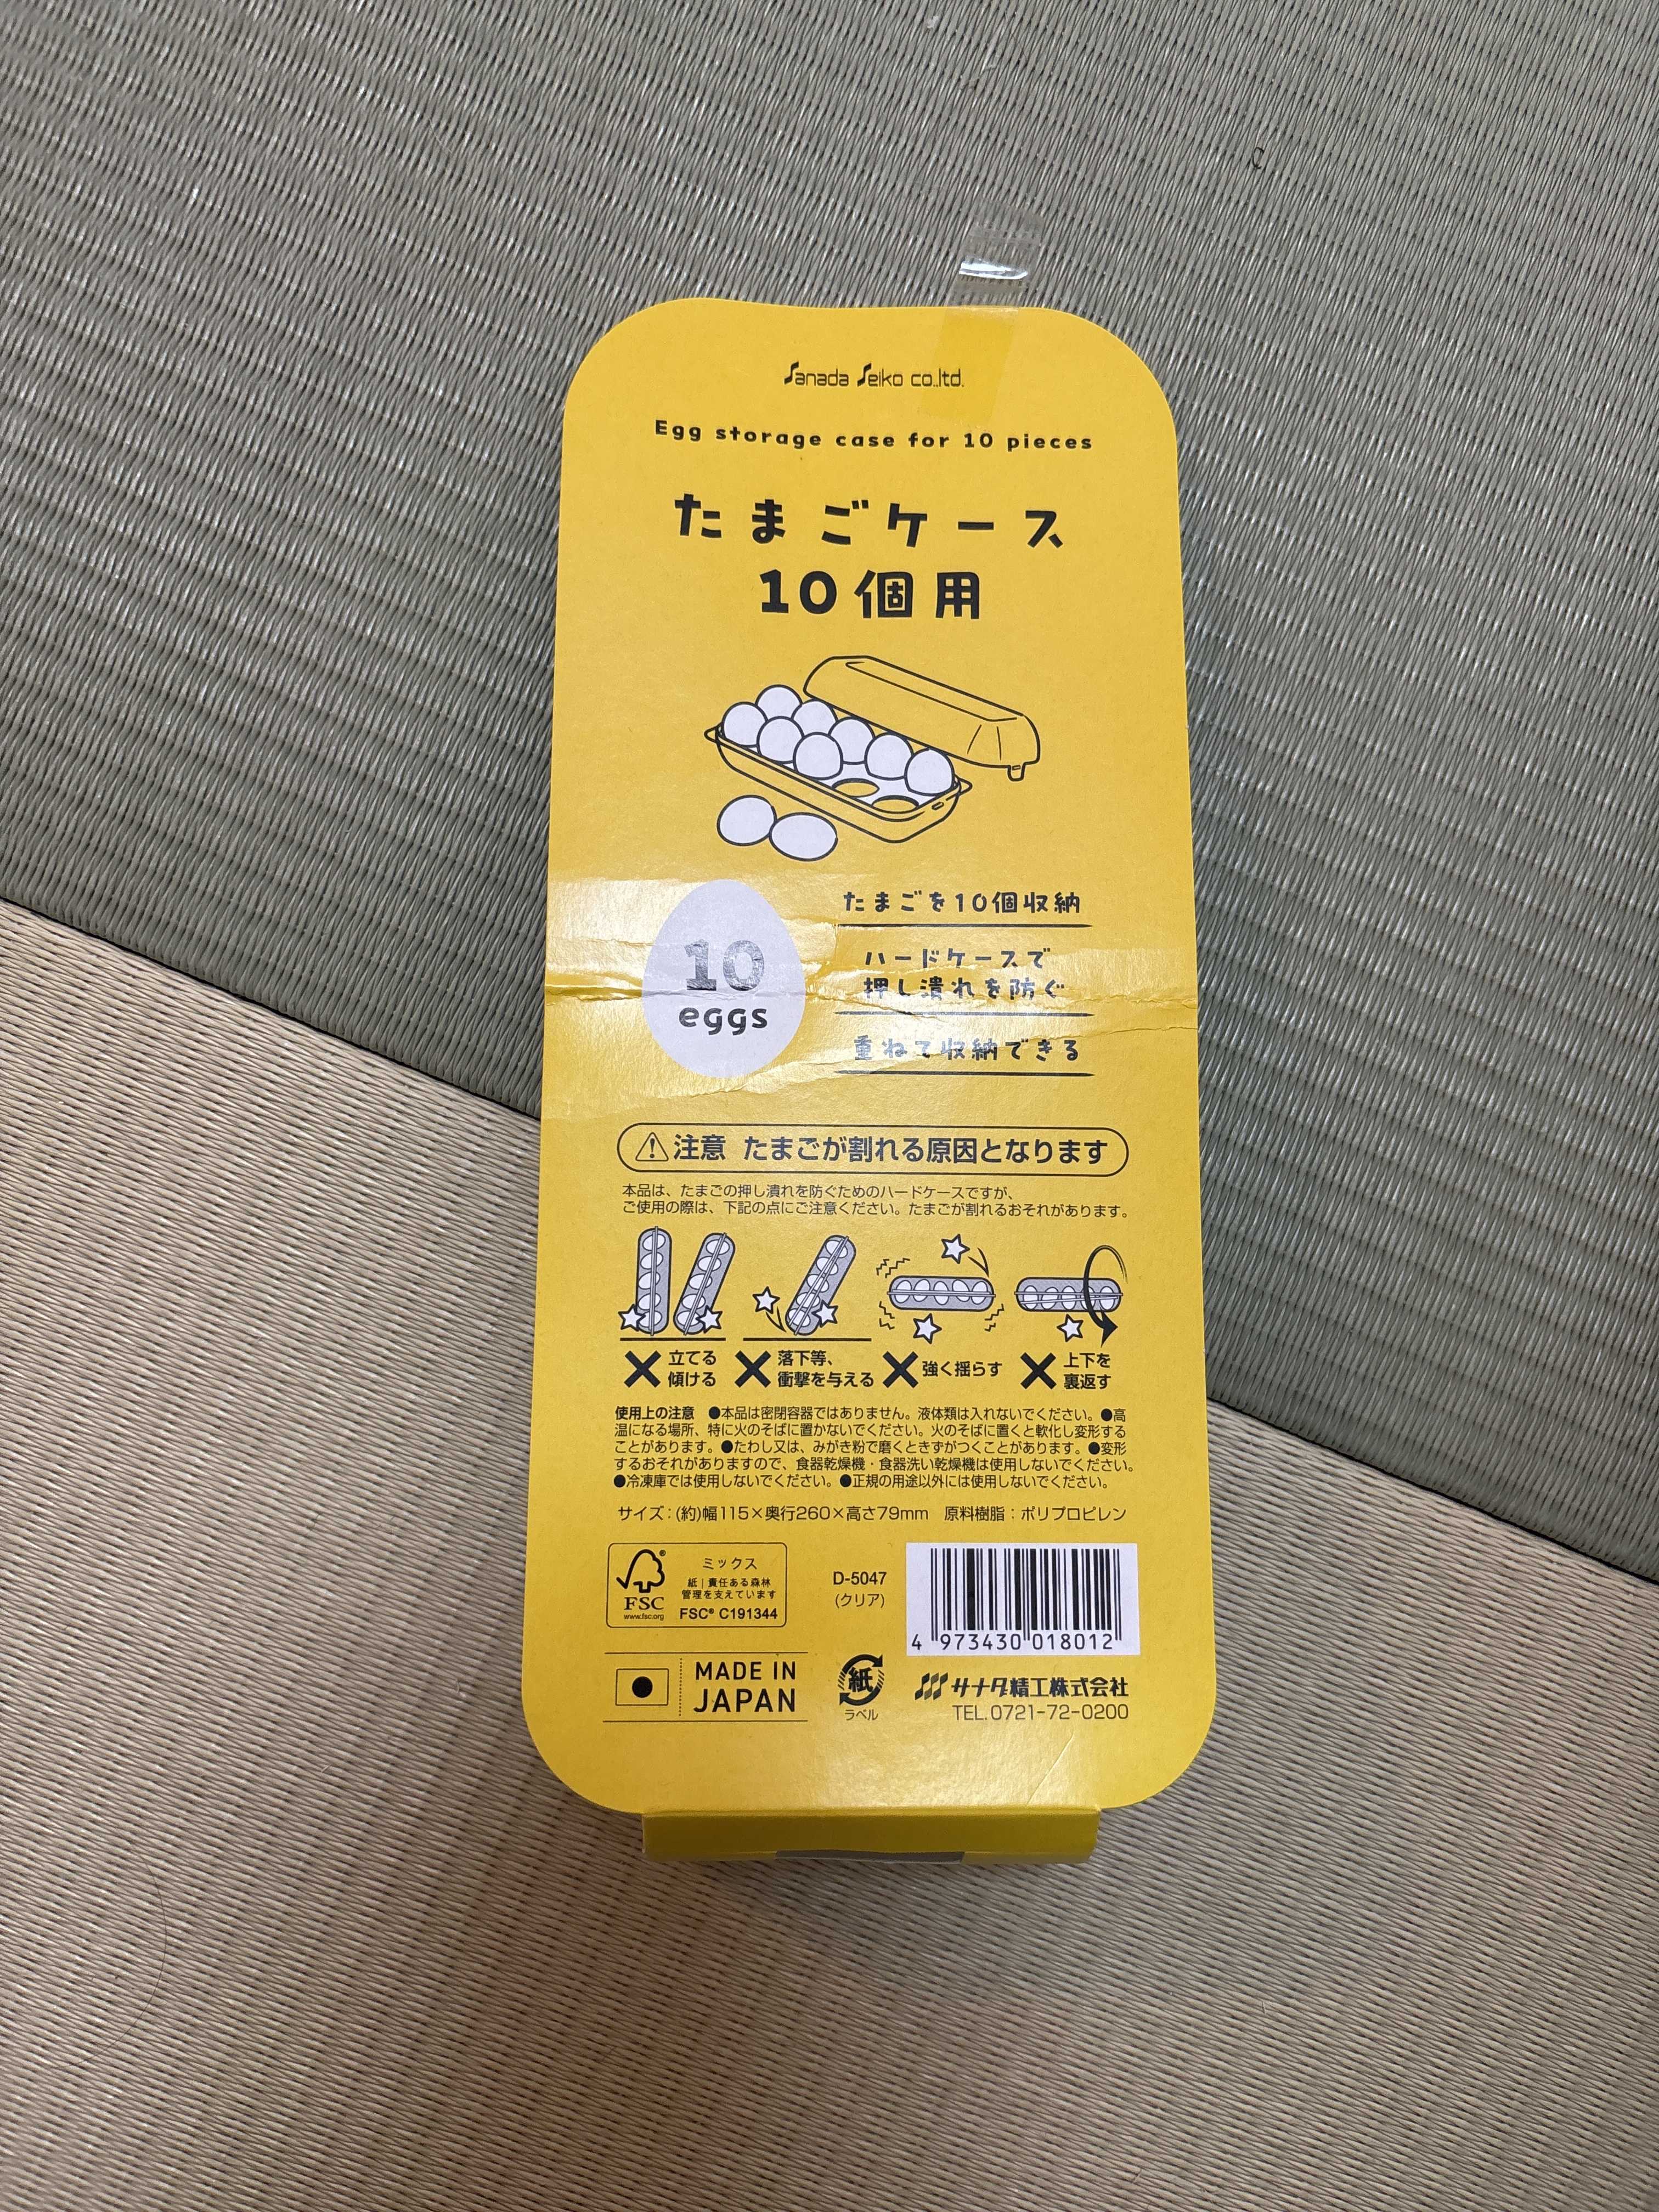 Sanada Seiko co.,ltd.
Egg storage case for 10 pieces
たまごケース
10個用
10
eggs
たまごを10個収納
ハードケースで
押し潰れを防ぐ
重ねて収納できる
注意 たまごが割れる原因となります
本品は、たまごの押し潰れを防ぐためのハードケースですが、
ご使用の際は、下記の点にご注意ください。たまごが割れるおそれがあります。
立てる
傾ける
落下等、
衝撃を与える
強く揺らす
上下を
裏返す
使用上の注意 ●本品は密閉容器ではありません。液体類は入れないでください。●高
温になる場所、特に火のそばに置かないでください。火のそばに置くと軟化し変形する
ことがあります。●たわし又は、みがき粉で磨くときずがつくことがあります。●変形
するおそれがありますので、食器乾燥機・食器洗い乾燥機は使用しないでください。
●冷凍庫では使用しないでください。●正規の用途以外には使用しないでください。
サイズ：(約)幅115×奥行260×高さ79mm 原料樹脂：ポリプロピレン
FSC
www.fsc.org
ミックス
紙｜責任ある森林
管理を支えています
FSC® C191344
D-5047
(クリア)
4 973430 018012
MADE IN
JAPAN
紙
ラベル
サナダ精工株式会社
TEL.0721-72-0200